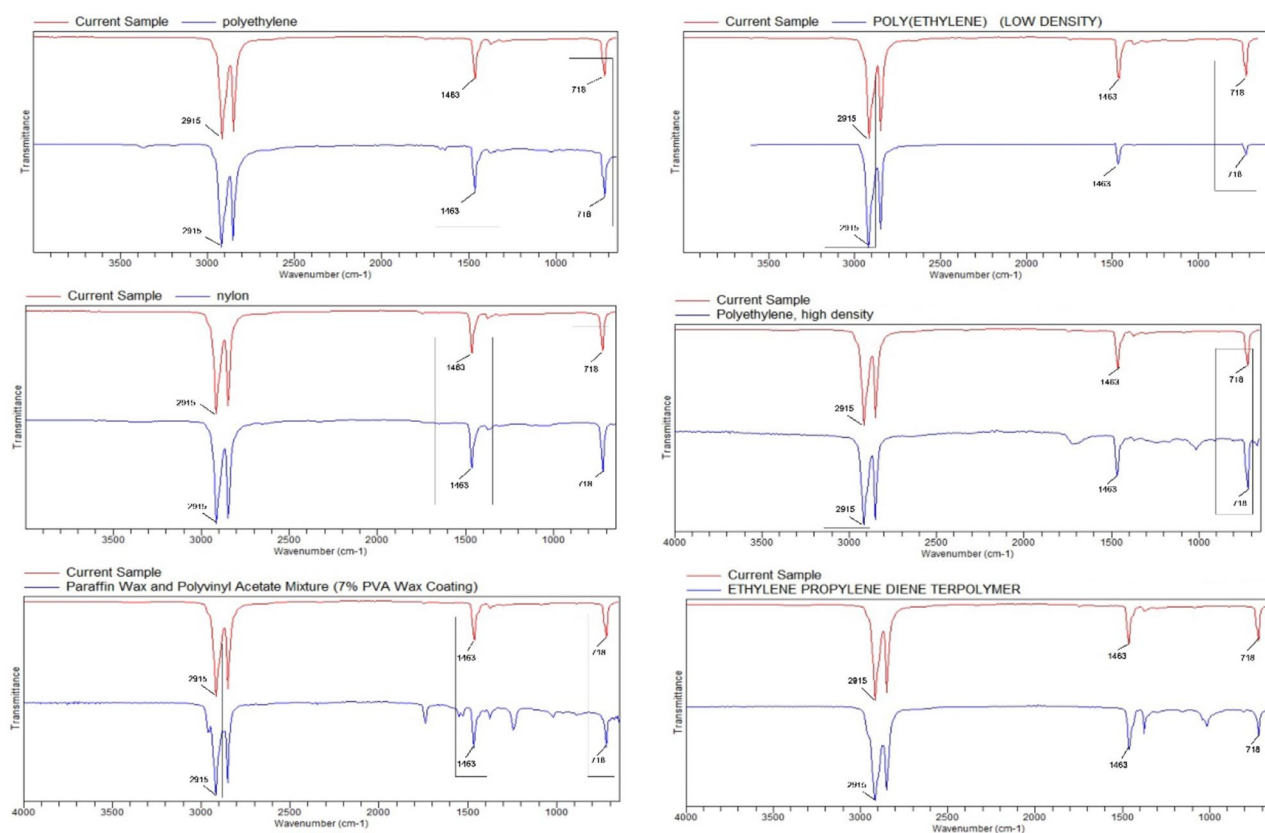 Current Sample polyethylene
Transmittance
2915
1463
718
2915
1463
718
3500 3000 2500 2000 1500 1000
Wavenumber (cm-1)
Current Sample POLY(ETHYLENE) (LOW DENSITY)
Transmittance
2915
1463
718
2915
1463
718
3500 3000 2500 2000 1500 1000
Wavenumber (cm-1)
Current Sample nylon
Transmittance
2915
1463
718
2915
1463
718
3500 3000 2500 2000 1500 1000
Wavenumber (cm-1)
Current Sample
Polyethylene, high density
Transmittance
2915
1463
718
2915
1463
718
4000 3500 3000 2500 2000 1500 1000
Wavenumber (cm-1)
Current Sample
Paraffin Wax and Polyvinyl Acetate Mixture (7% PVA Wax Coating)
Transmittance
2915
1463
718
2915
1463
718
4000 3500 3000 2500 2000 1500 1000
Wavenumber (cm-1)
Current Sample
ETHYLENE PROPYLENE DIENE TERPOLYMER
Transmittance
2915
1463
718
2915
1463
718
4000 3500 3000 2500 2000 1500 1000
Wavenumber (cm-1)